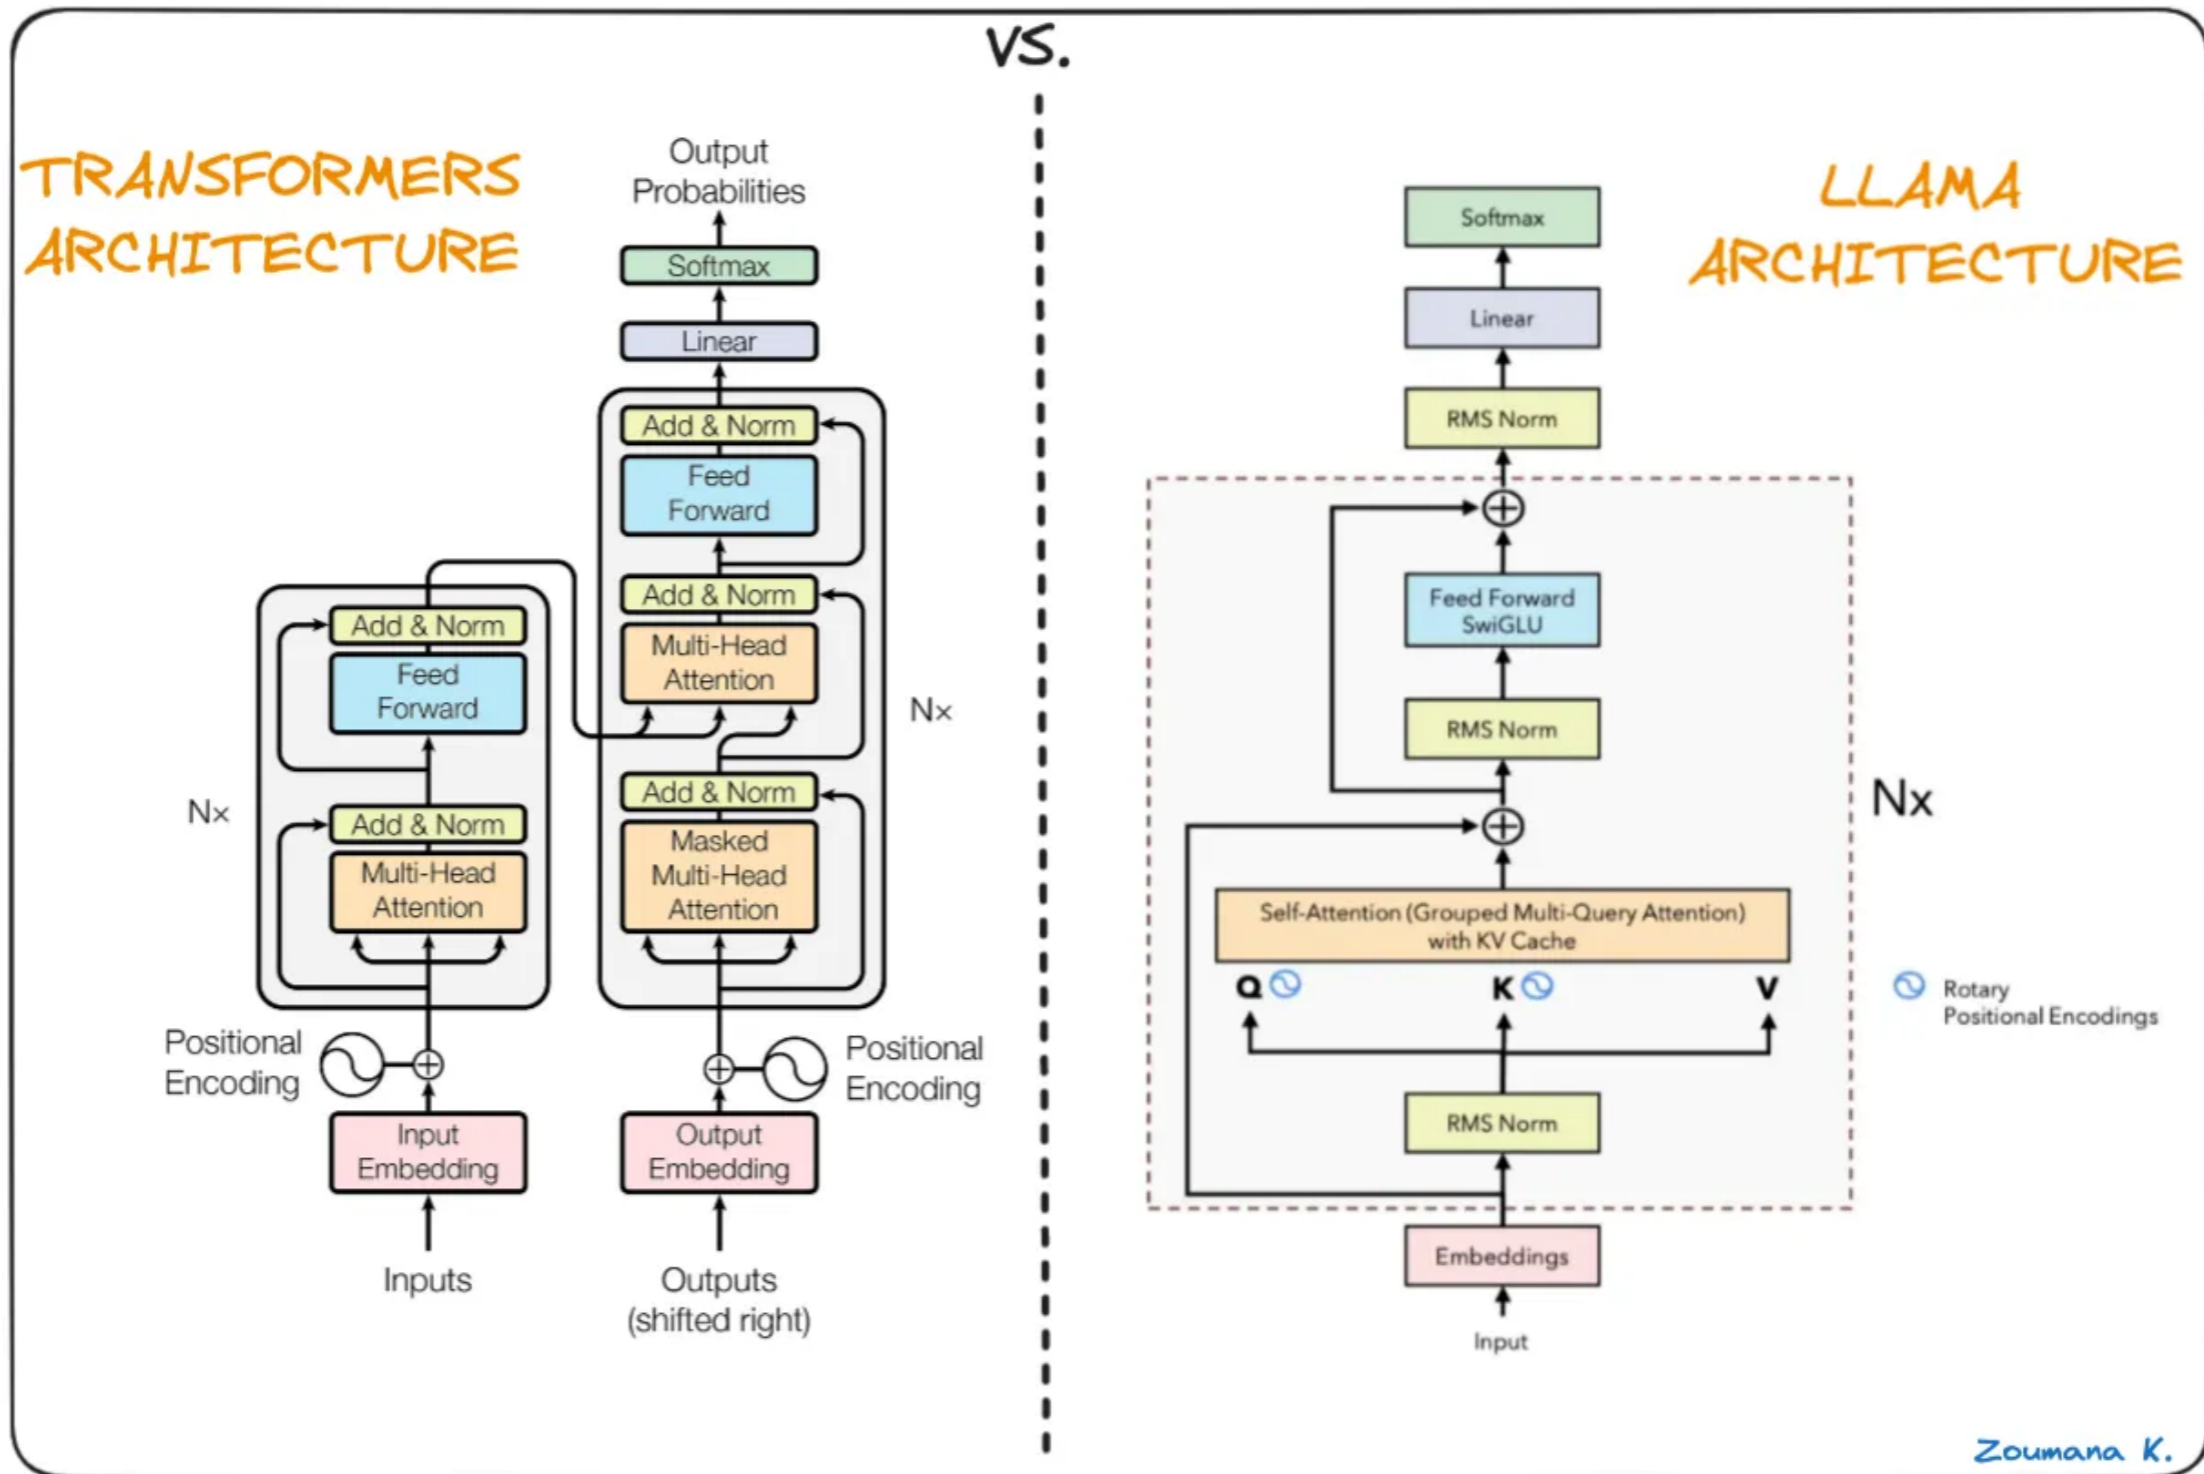 VS.
TRANSFORMERS
ARCHITECTURE
Output
Probabilities
Softmax
Linear
Add & Norm
Feed
Forward
Add & Norm
Multi-Head
Attention
Nx
Add & Norm
Masked
Multi-Head
Attention
Add & Norm
Feed
Forward
Nx
Add & Norm
Multi-Head
Attention
Positional
Encoding
Positional
Encoding
Input
Embedding
Output
Embedding
Inputs
Outputs
(shifted right)
LLAMA
ARCHITECTURE
Softmax
Linear
RMS Norm
Feed Forward
SwiGLU
RMS Norm
Nx
Self-Attention (Grouped Multi-Query Attention)
with KV Cache
Q K V
Rotary
Positional Encodings
RMS Norm
Embeddings
Input
Zoumana K.